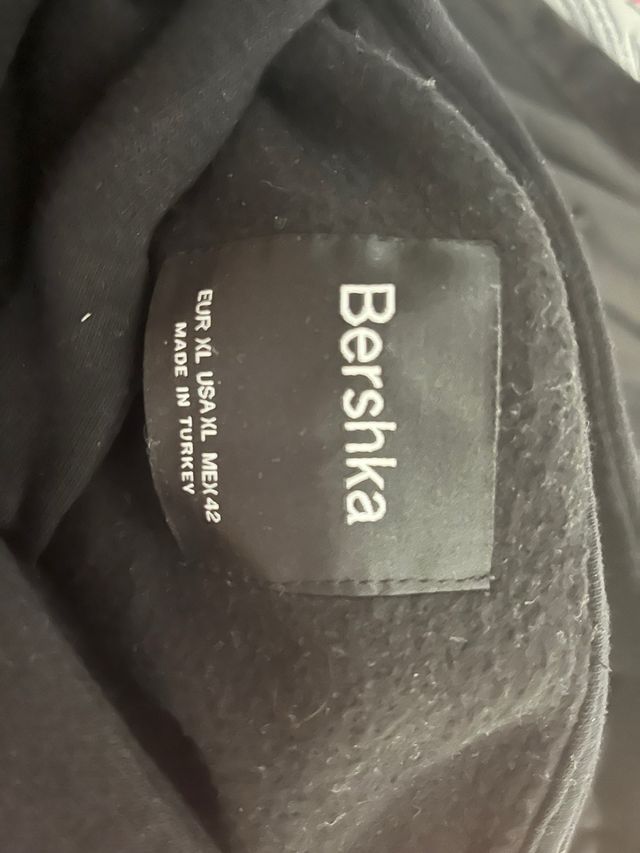 Bershka
EUR XL USA XL MEX 42
MADE IN TURKEY